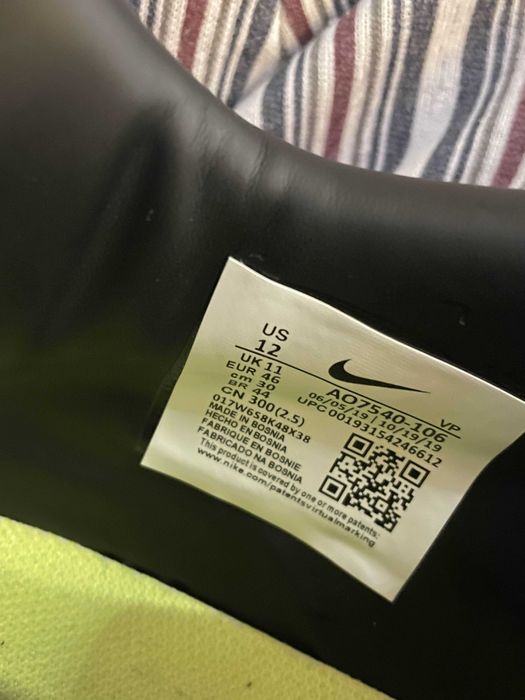 US
12
UK 11
EUR 46
cm 30
BR 44
CN 300(2.5)
017W6S8K48X38
MADE IN BOSNIA
HECHO EN BOSNIA
FABRIQUE EN BOSNIE
FABRICADO NA BOSNIA
This product is covered by one or more patents:
www.nike.com/patentsvirtualmarking
VP
AO7540-106
06/05/19 / 10/19/19
UPC 00193154246612